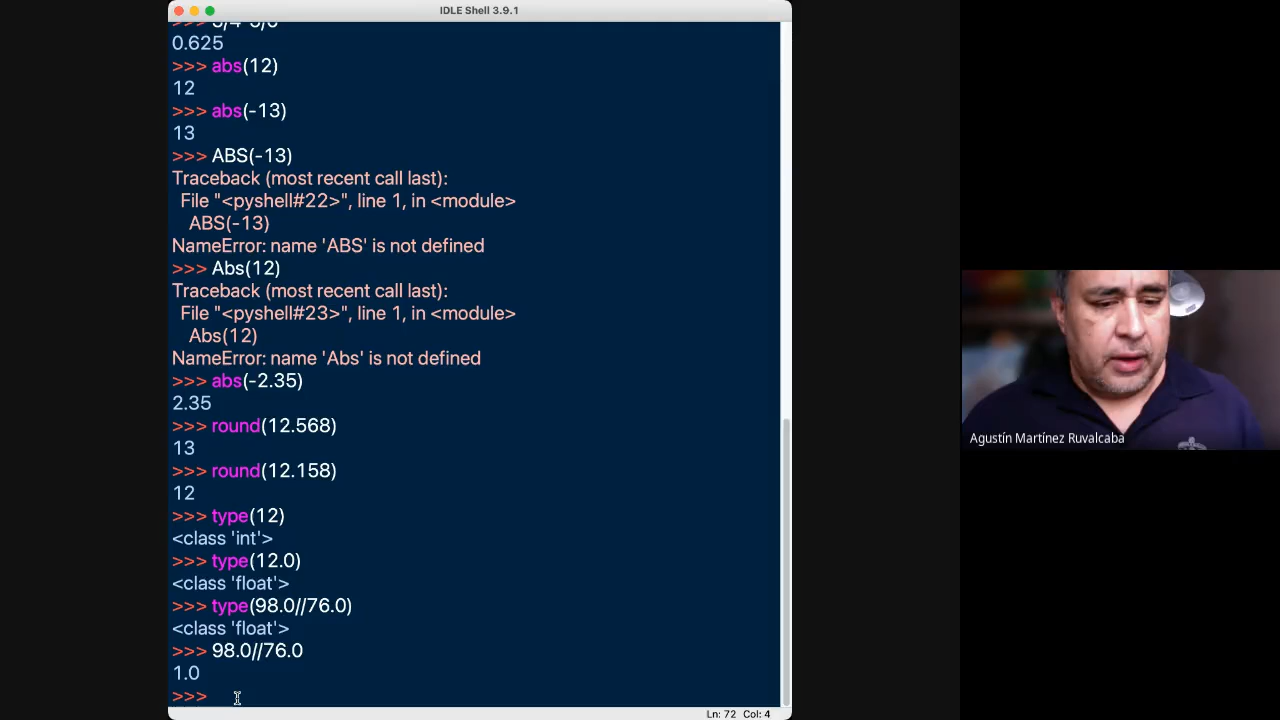 IDLE Shell 3.9.1
0.625
>>> abs(12)
12
>>> abs(-13)
13
>>> ABS(-13)
Traceback (most recent call last):
  File "<pyshell#22>", line 1, in <module>
    ABS(-13)
NameError: name 'ABS' is not defined
>>> Abs(12)
Traceback (most recent call last):
  File "<pyshell#23>", line 1, in <module>
    Abs(12)
NameError: name 'Abs' is not defined
>>> abs(-2.35)
2.35
>>> round(12.568)
13
>>> round(12.158)
12
>>> type(12)
<class 'int'>
>>> type(12.0)
<class 'float'>
>>> type(98.0//76.0)
<class 'float'>
>>> 98.0//76.0
1.0
>>>
Ln: 72 Col: 4
Agustín Martínez Ruvalcaba